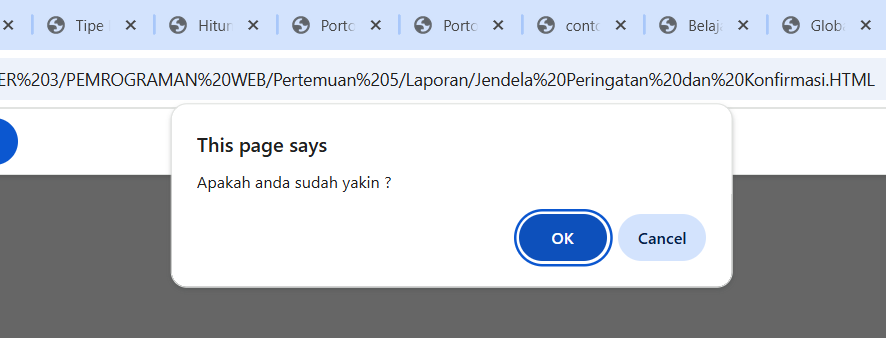 Tipe Hitun Porto Porto conto Belaja Globa
ER%203/PEMROGRAMAN%20WEB/Pertemuan%205/Laporan/Jendela%20Peringatan%20dan%20Konfirmasi.HTML
This page says
Apakah anda sudah yakin ?
OK Cancel